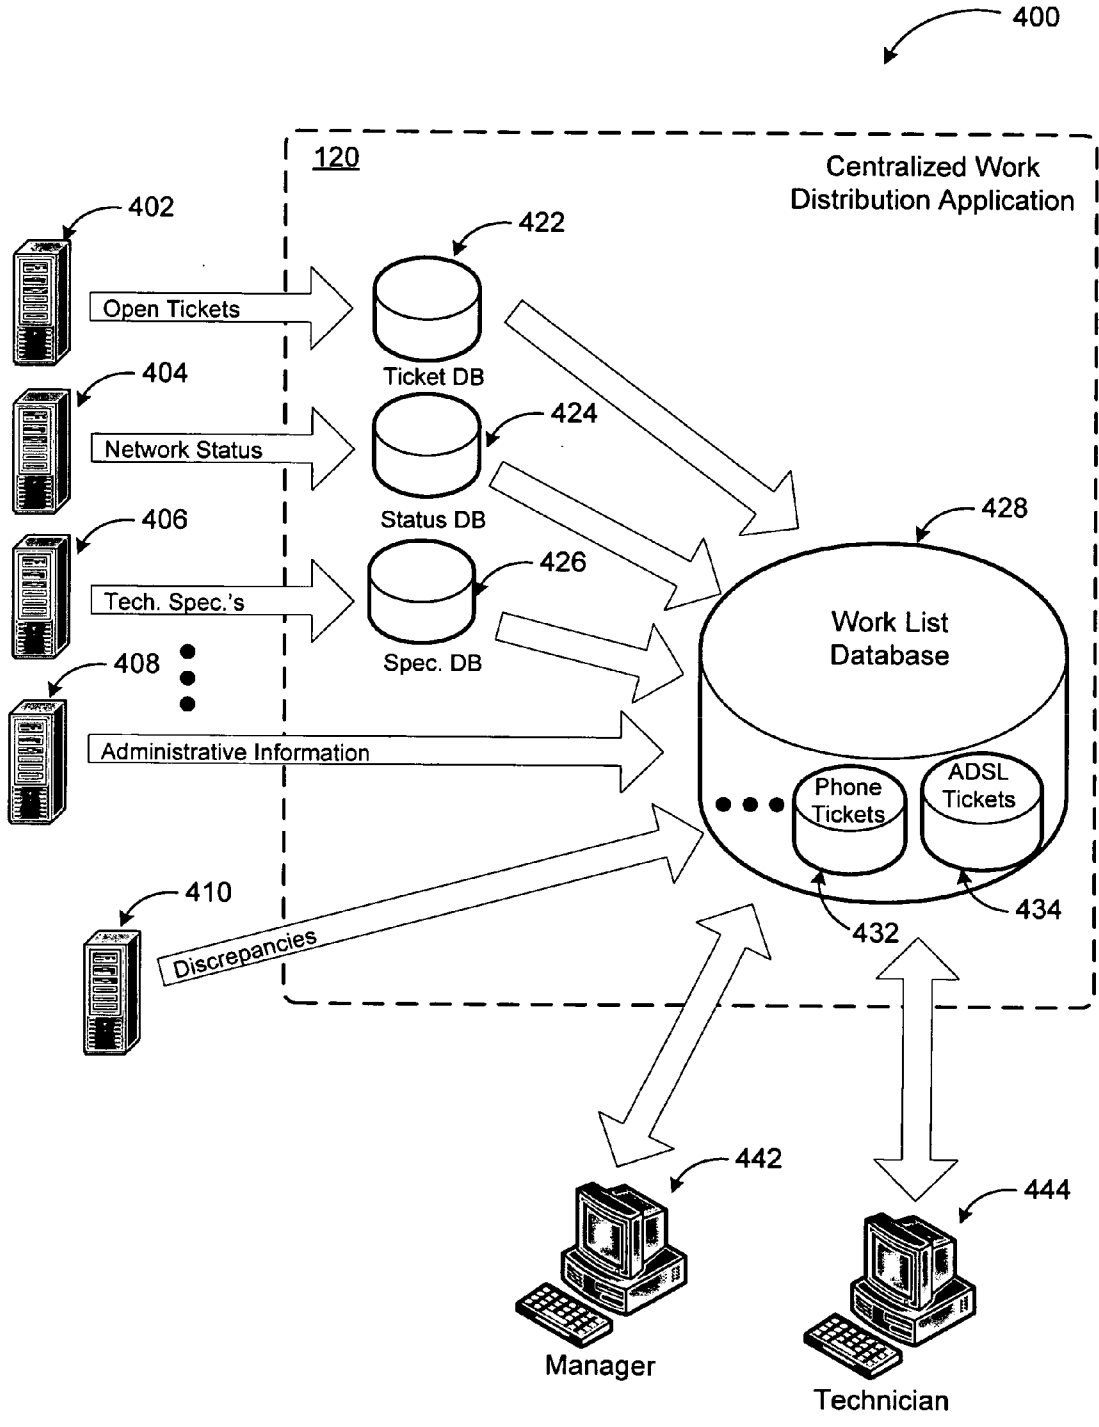 400
120
Centralized Work
Distribution Application
402
422
Open Tickets
Ticket DB
404
424
Network Status
Status DB
406
428
426
Tech. Spec.'s
Work List
Database
Spec. DB
408
Administrative Information
Phone
Tickets
ADSL
Tickets
410
432
434
Discrepancies
442
444
Manager
Technician